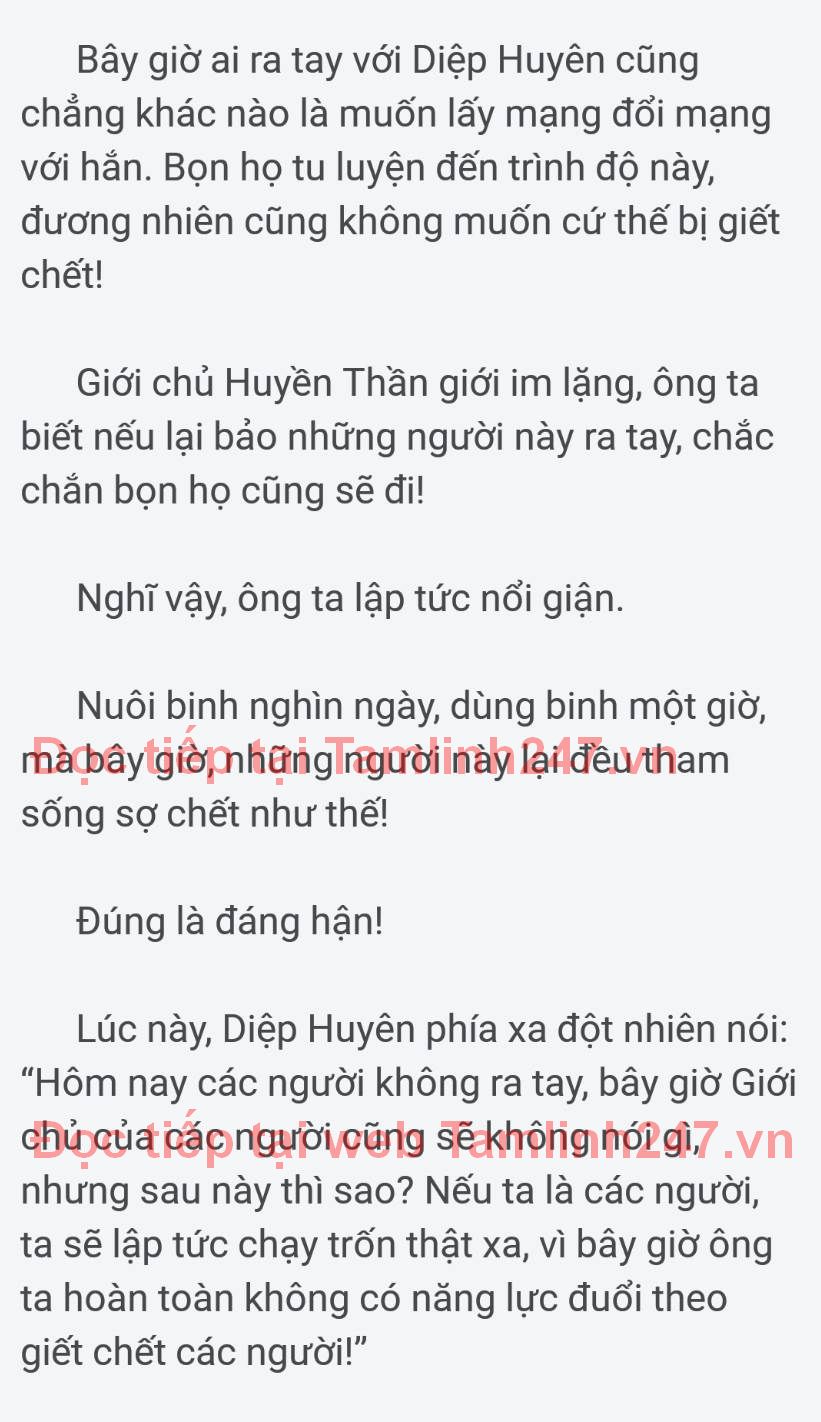 Bây giờ ai ra tay với Diệp Huyên cũng
chẳng khác nào là muốn lấy mạng đổi mạng
với hắn. Bọn họ tu luyện đến trình độ này,
đương nhiên cũng không muốn cứ thế bị giết
chết!
Giới chủ Huyền Thần giới im lặng, ông ta
biết nếu lại bảo những người này ra tay, chắc
chắn bọn họ cũng sẽ đi!
Nghĩ vậy, ông ta lập tức nổi giận.
Nuôi binh nghìn ngày, dùng binh một giờ,
mà bây giờ, những người này lại đều tham
Đọc tiếp tại Tamlinh247.vn
sống sợ chết như thế!
Đúng là đáng hận!
Lúc này, Diệp Huyên phía xa đột nhiên nói:
“Hôm nay các người không ra tay, bây giờ Giới
chủ của các người cũng sẽ không nói gì,
Đọc tiếp tại web Tamlinh247.vn
nhưng sau này thì sao? Nếu ta là các người,
ta sẽ lập tức chạy trốn thật xa, vì bây giờ ông
ta hoàn toàn không có năng lực đuổi theo
giết chết các người!”